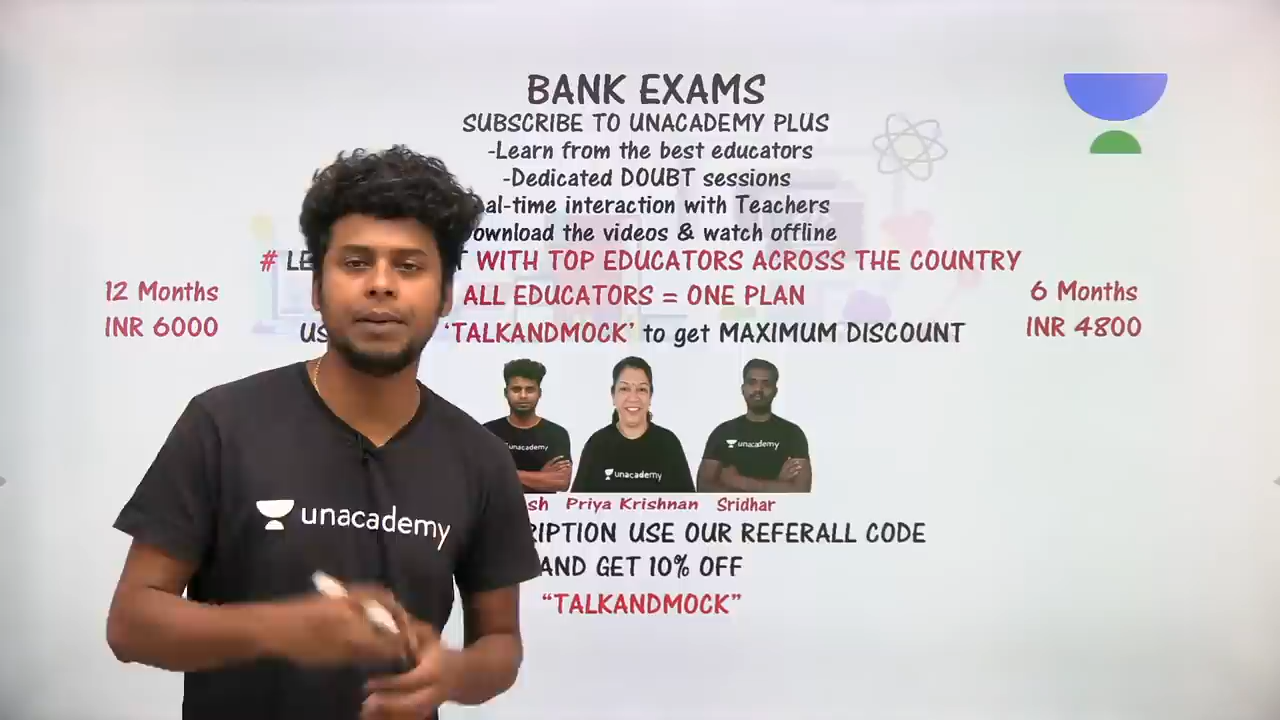 BANK EXAMS
SUBSCRIBE TO UNACADEMY PLUS
-Learn from the best educators
-Dedicated DOUBT sessions
al-time interaction with Teachers
ownload the videos & watch offline
# LE T WITH TOP EDUCATORS ACROSS THE COUNTRY
12 Months
INR 6000
ALL EDUCATORS = ONE PLAN
6 Months
INR 4800
US 'TALKANDMOCK' to get MAXIMUM DISCOUNT
unacademy
unacademy
unacademy
sh Priya Krishnan Sridhar
RIPTION USE OUR REFERALL CODE
AND GET 10% OFF
"TALKANDMOCK"
unacademy